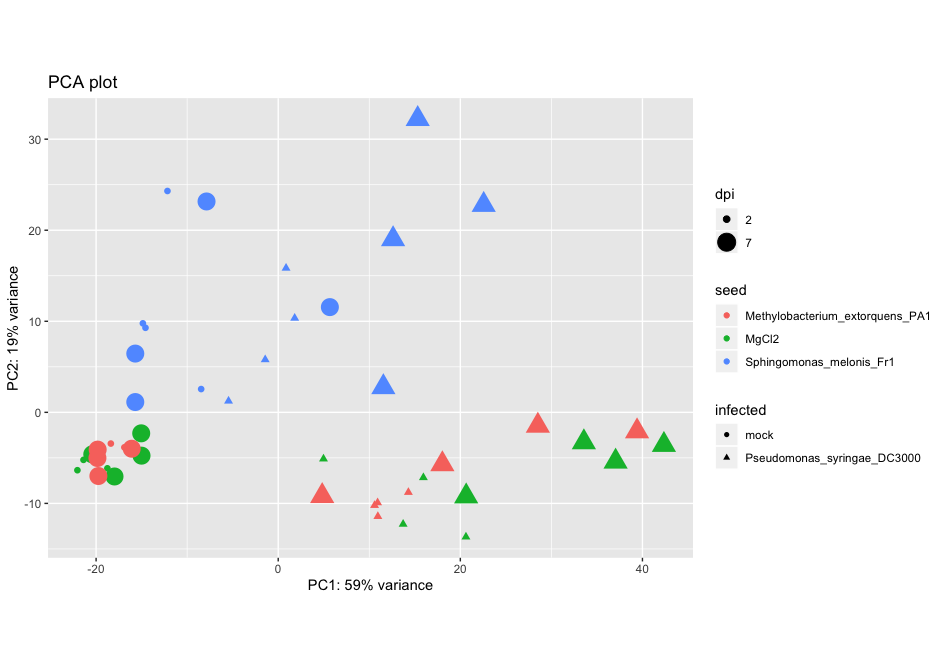 PCA plot
30
20
10
0
-10
PC2: 19% variance
-20
0
20
40
PC1: 59% variance
dpi
2
7
seed
Methylobacterium_extorquens_PA1
MgCl2
Sphingomonas_melonis_Fr1
infected
mock
Pseudomonas_syringae_DC3000